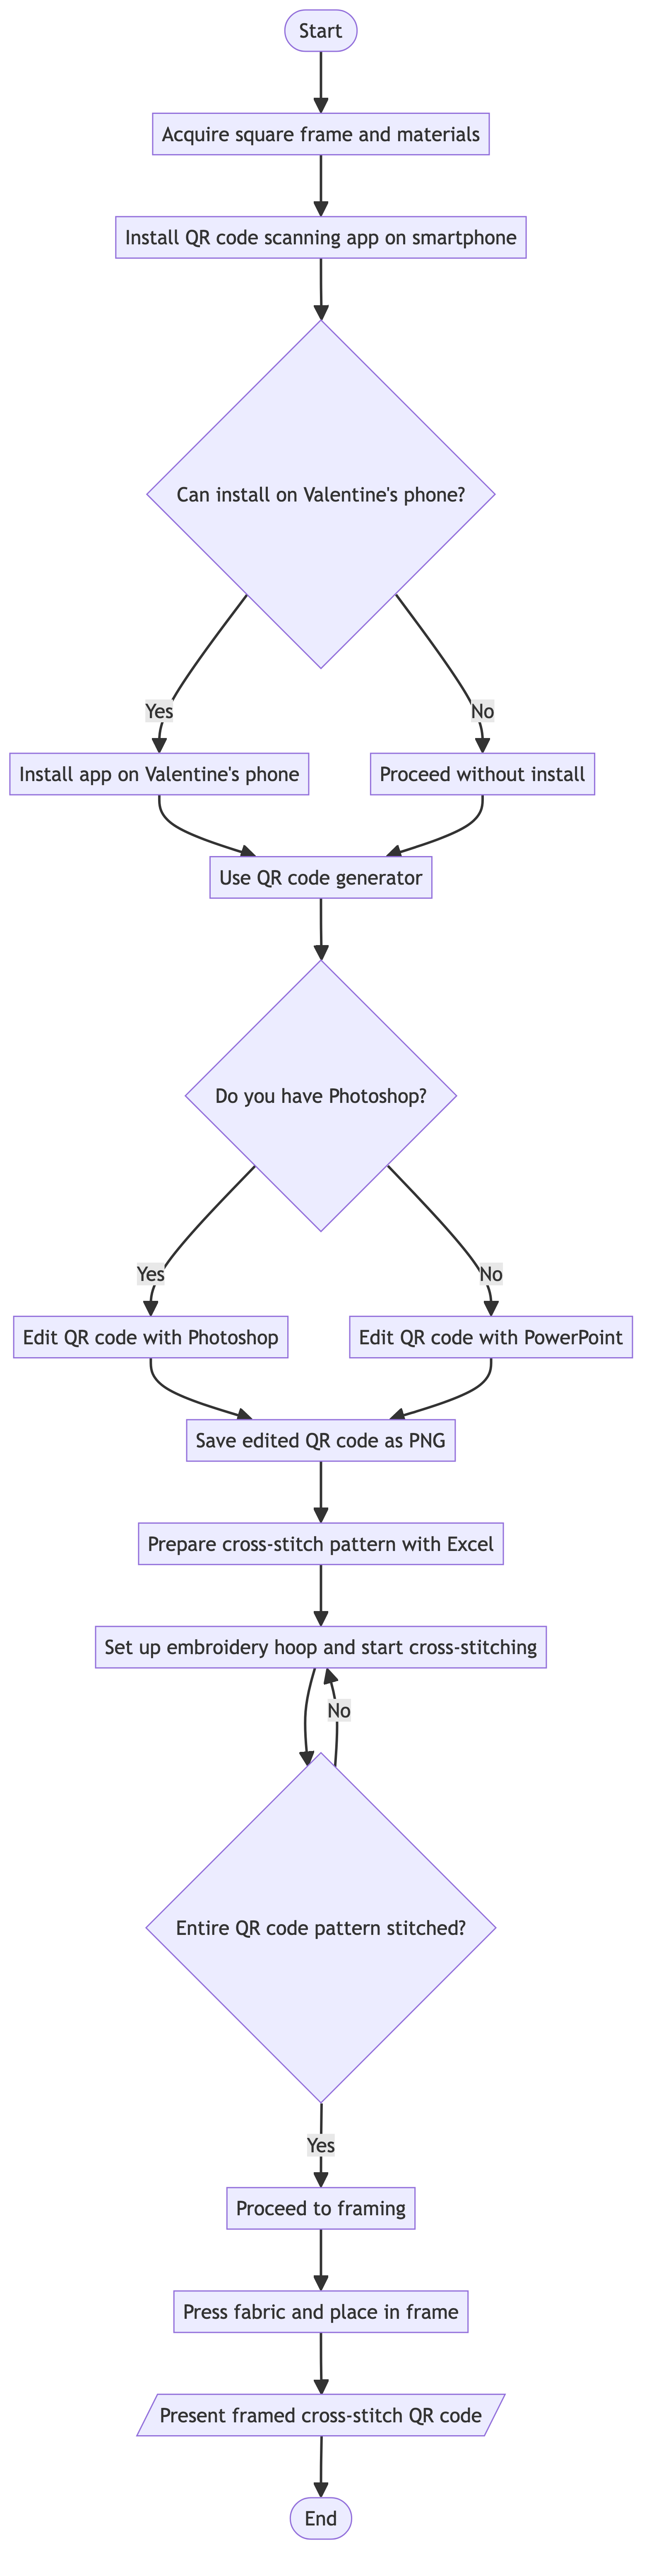 Start
Acquire square frame and materials
Install QR code scanning app on smartphone
Can install on Valentine's phone?
Yes
No
Install app on Valentine's phone
Proceed without install
Use QR code generator
Do you have Photoshop?
Yes
No
Edit QR code with Photoshop
Edit QR code with PowerPoint
Save edited QR code as PNG
Prepare cross-stitch pattern with Excel
Set up embroidery hoop and start cross-stitching
No
Entire QR code pattern stitched?
Yes
Proceed to framing
Press fabric and place in frame
Present framed cross-stitch QR code
End